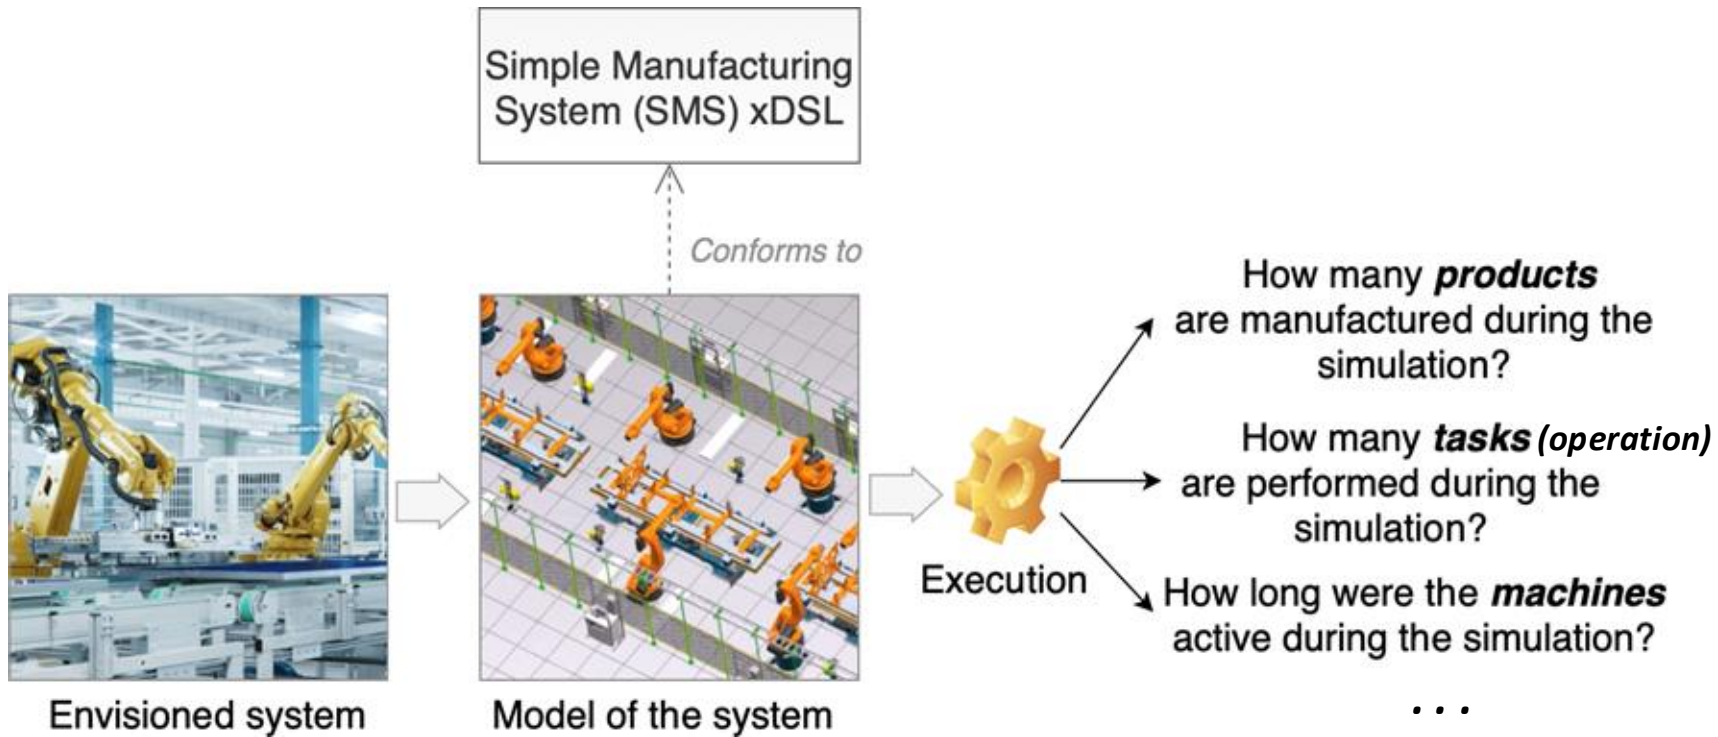 Simple Manufacturing
System (SMS) xDSL
Conforms to
How many products
are manufactured during the
simulation?
How many tasks (operation)
are performed during the
simulation?
Execution
How long were the machines
active during the simulation?
. . .
Envisioned system
Model of the system